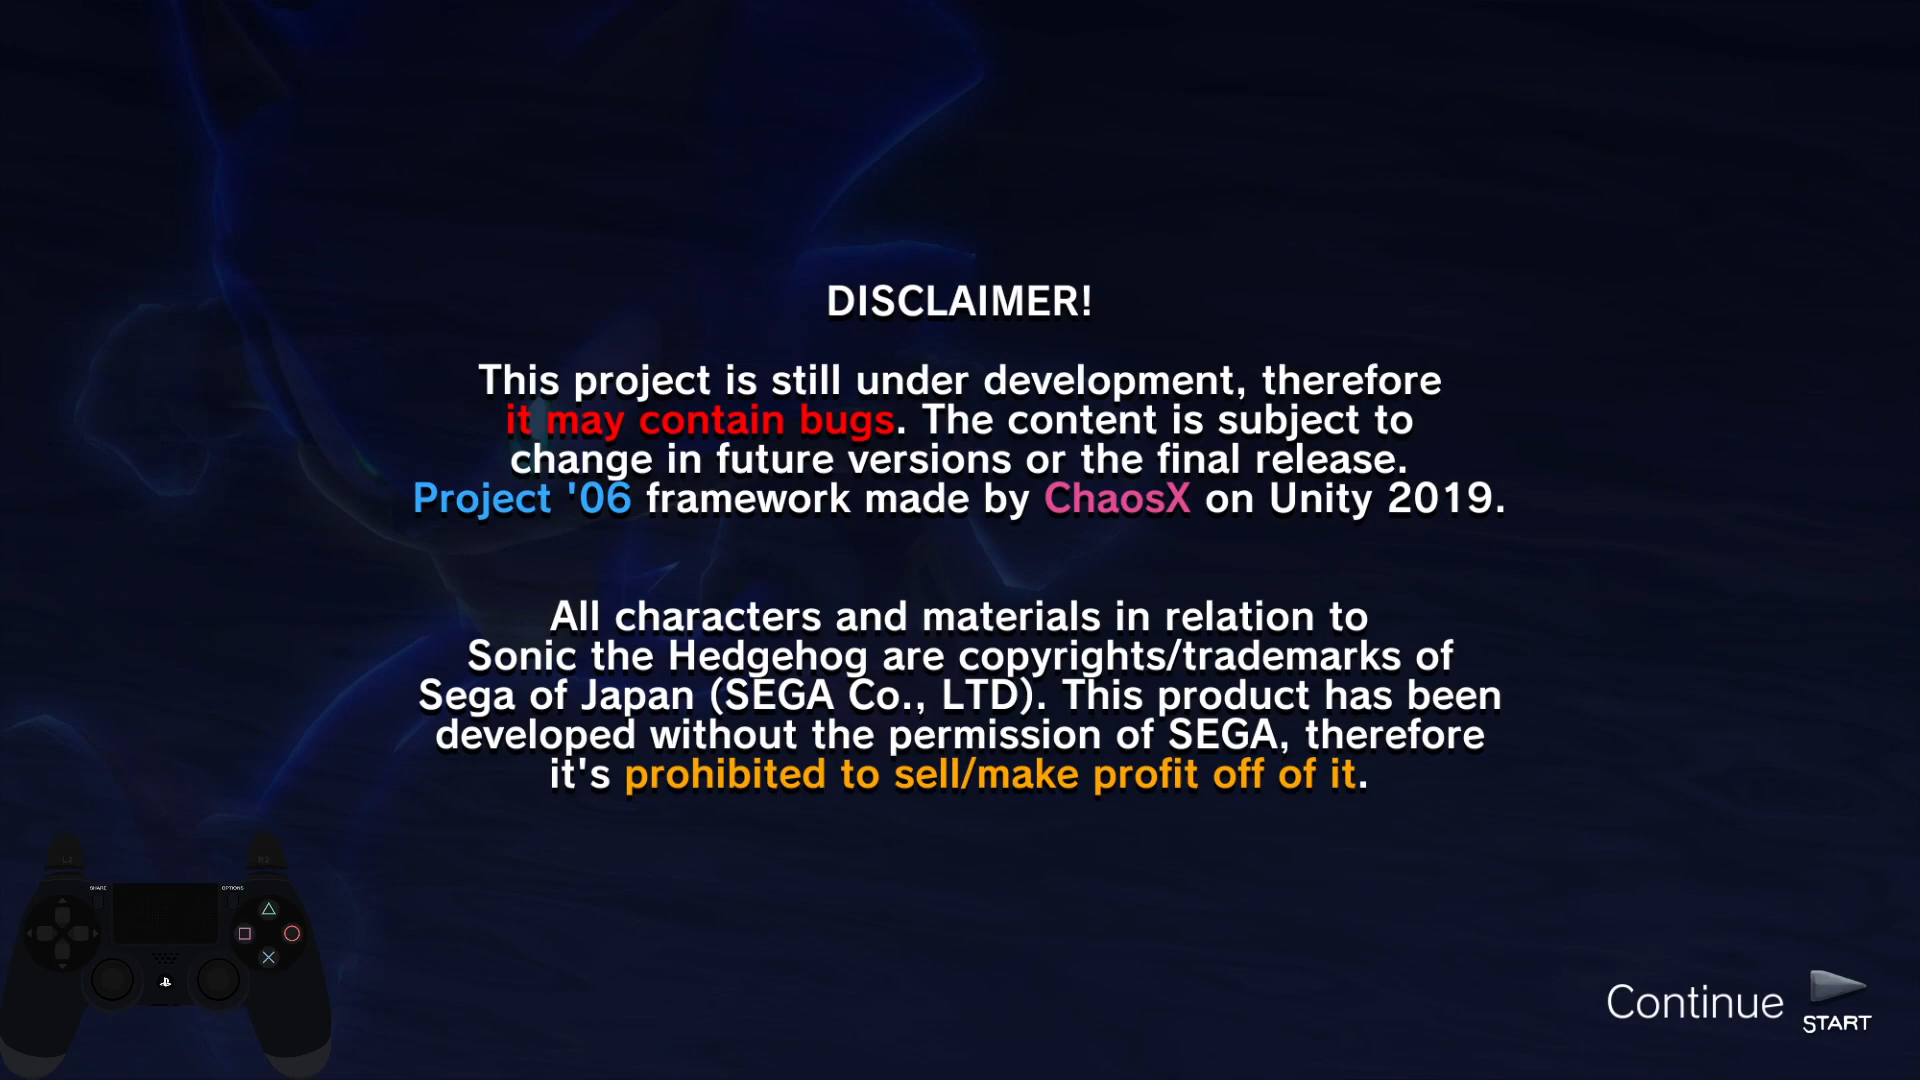 DISCLAIMER!
This project is still under development, therefore
it may contain bugs. The content is subject to
change in future versions or the final release.
Project '06 framework made by ChaosX on Unity 2019.
All characters and materials in relation to
Sonic the Hedgehog are copyrights/trademarks of
Sega of Japan (SEGA Co., LTD). This product has been
developed without the permission of SEGA, therefore
it's prohibited to sell/make profit off of it.
L2
R2
SHARE
OPTIONS
Continue
START